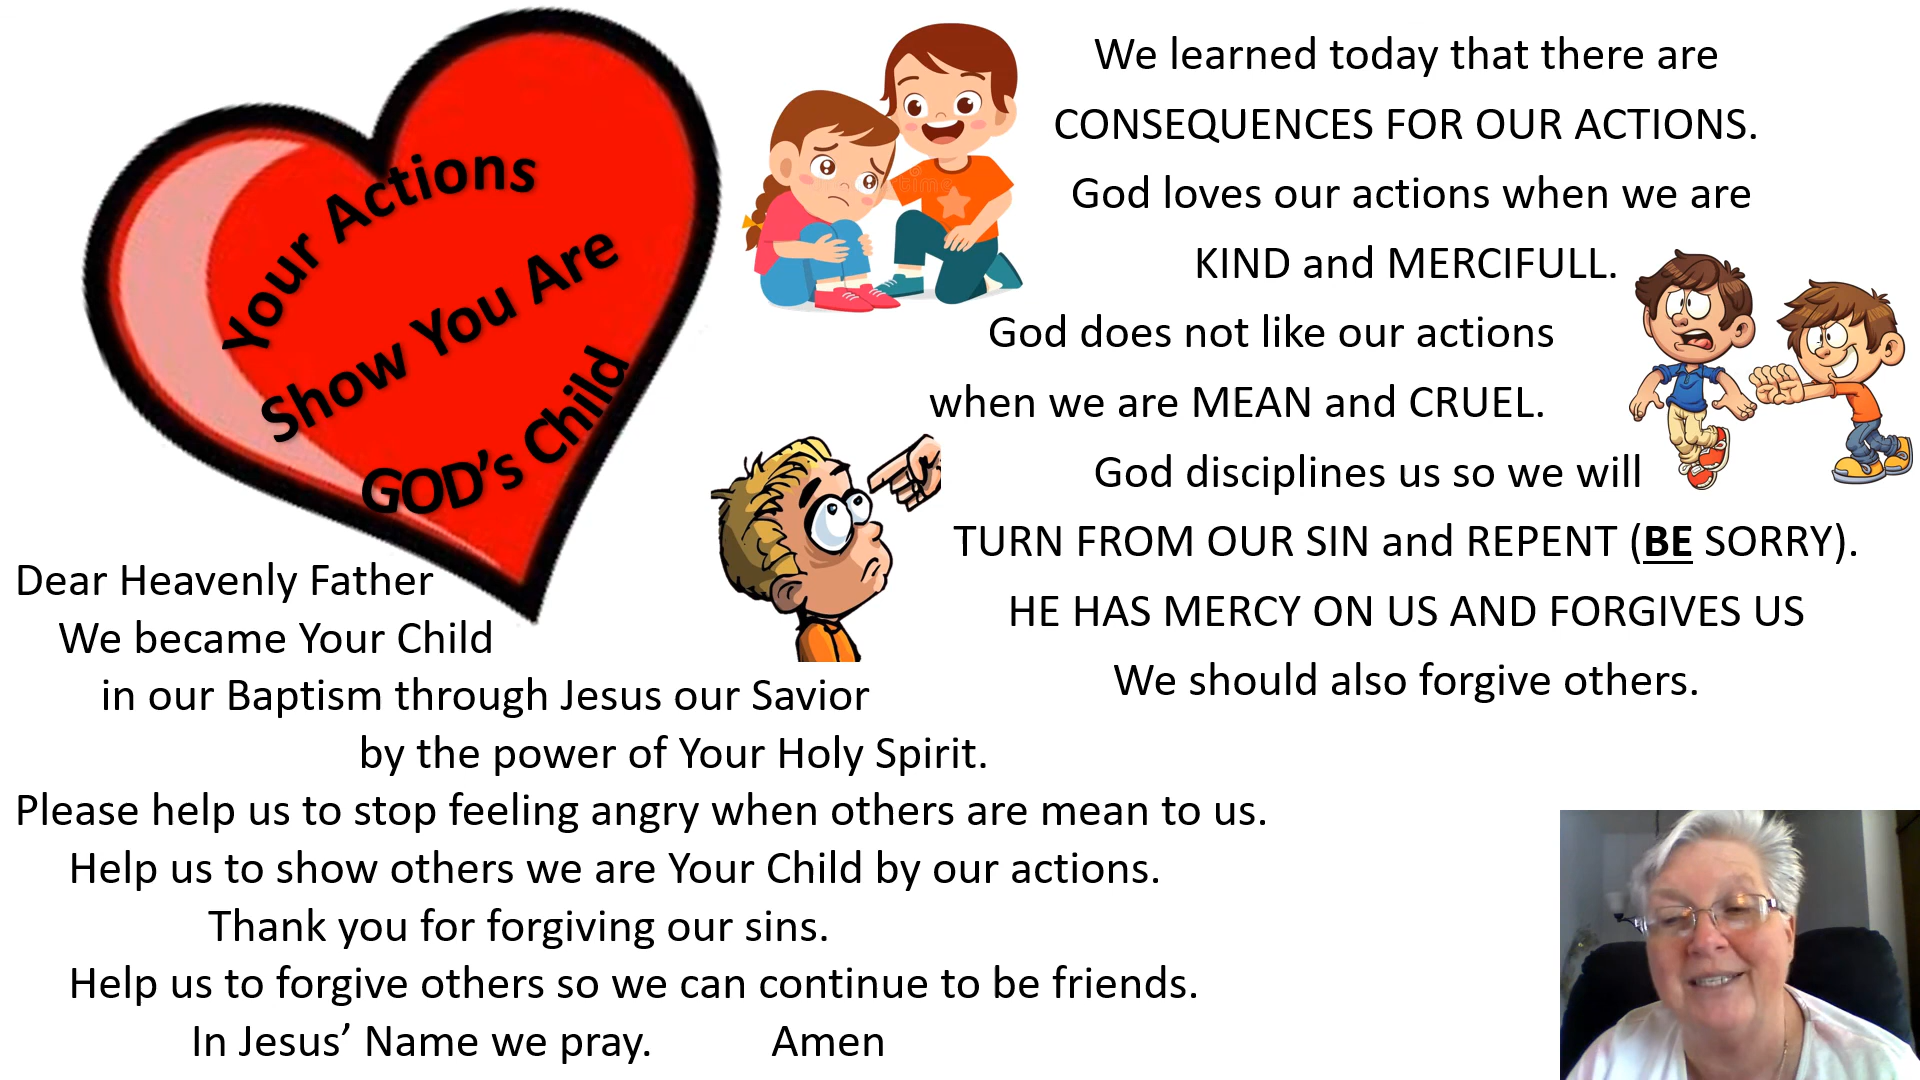 Your Actions
Show You Are
GOD's Child
We learned today that there are
CONSEQUENCES FOR OUR ACTIONS.
God loves our actions when we are
KIND and MERCIFULL.
God does not like our actions
when we are MEAN and CRUEL.
God disciplines us so we will
TURN FROM OUR SIN and REPENT (BE SORRY).
HE HAS MERCY ON US AND FORGIVES US
We should also forgive others.
Dear Heavenly Father
We became Your Child
in our Baptism through Jesus our Savior
by the power of Your Holy Spirit.
Please help us to stop feeling angry when others are mean to us.
Help us to show others we are Your Child by our actions.
Thank you for forgiving our sins.
Help us to forgive others so we can continue to be friends.
In Jesus’ Name we pray. Amen